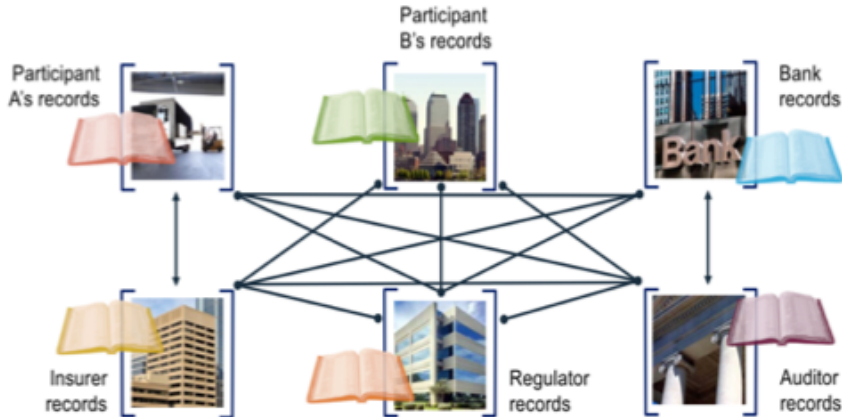 Participant
B's records
Participant
A's records
Bank
records
Bank
Insurer
records
Regulator
records
Auditor
records